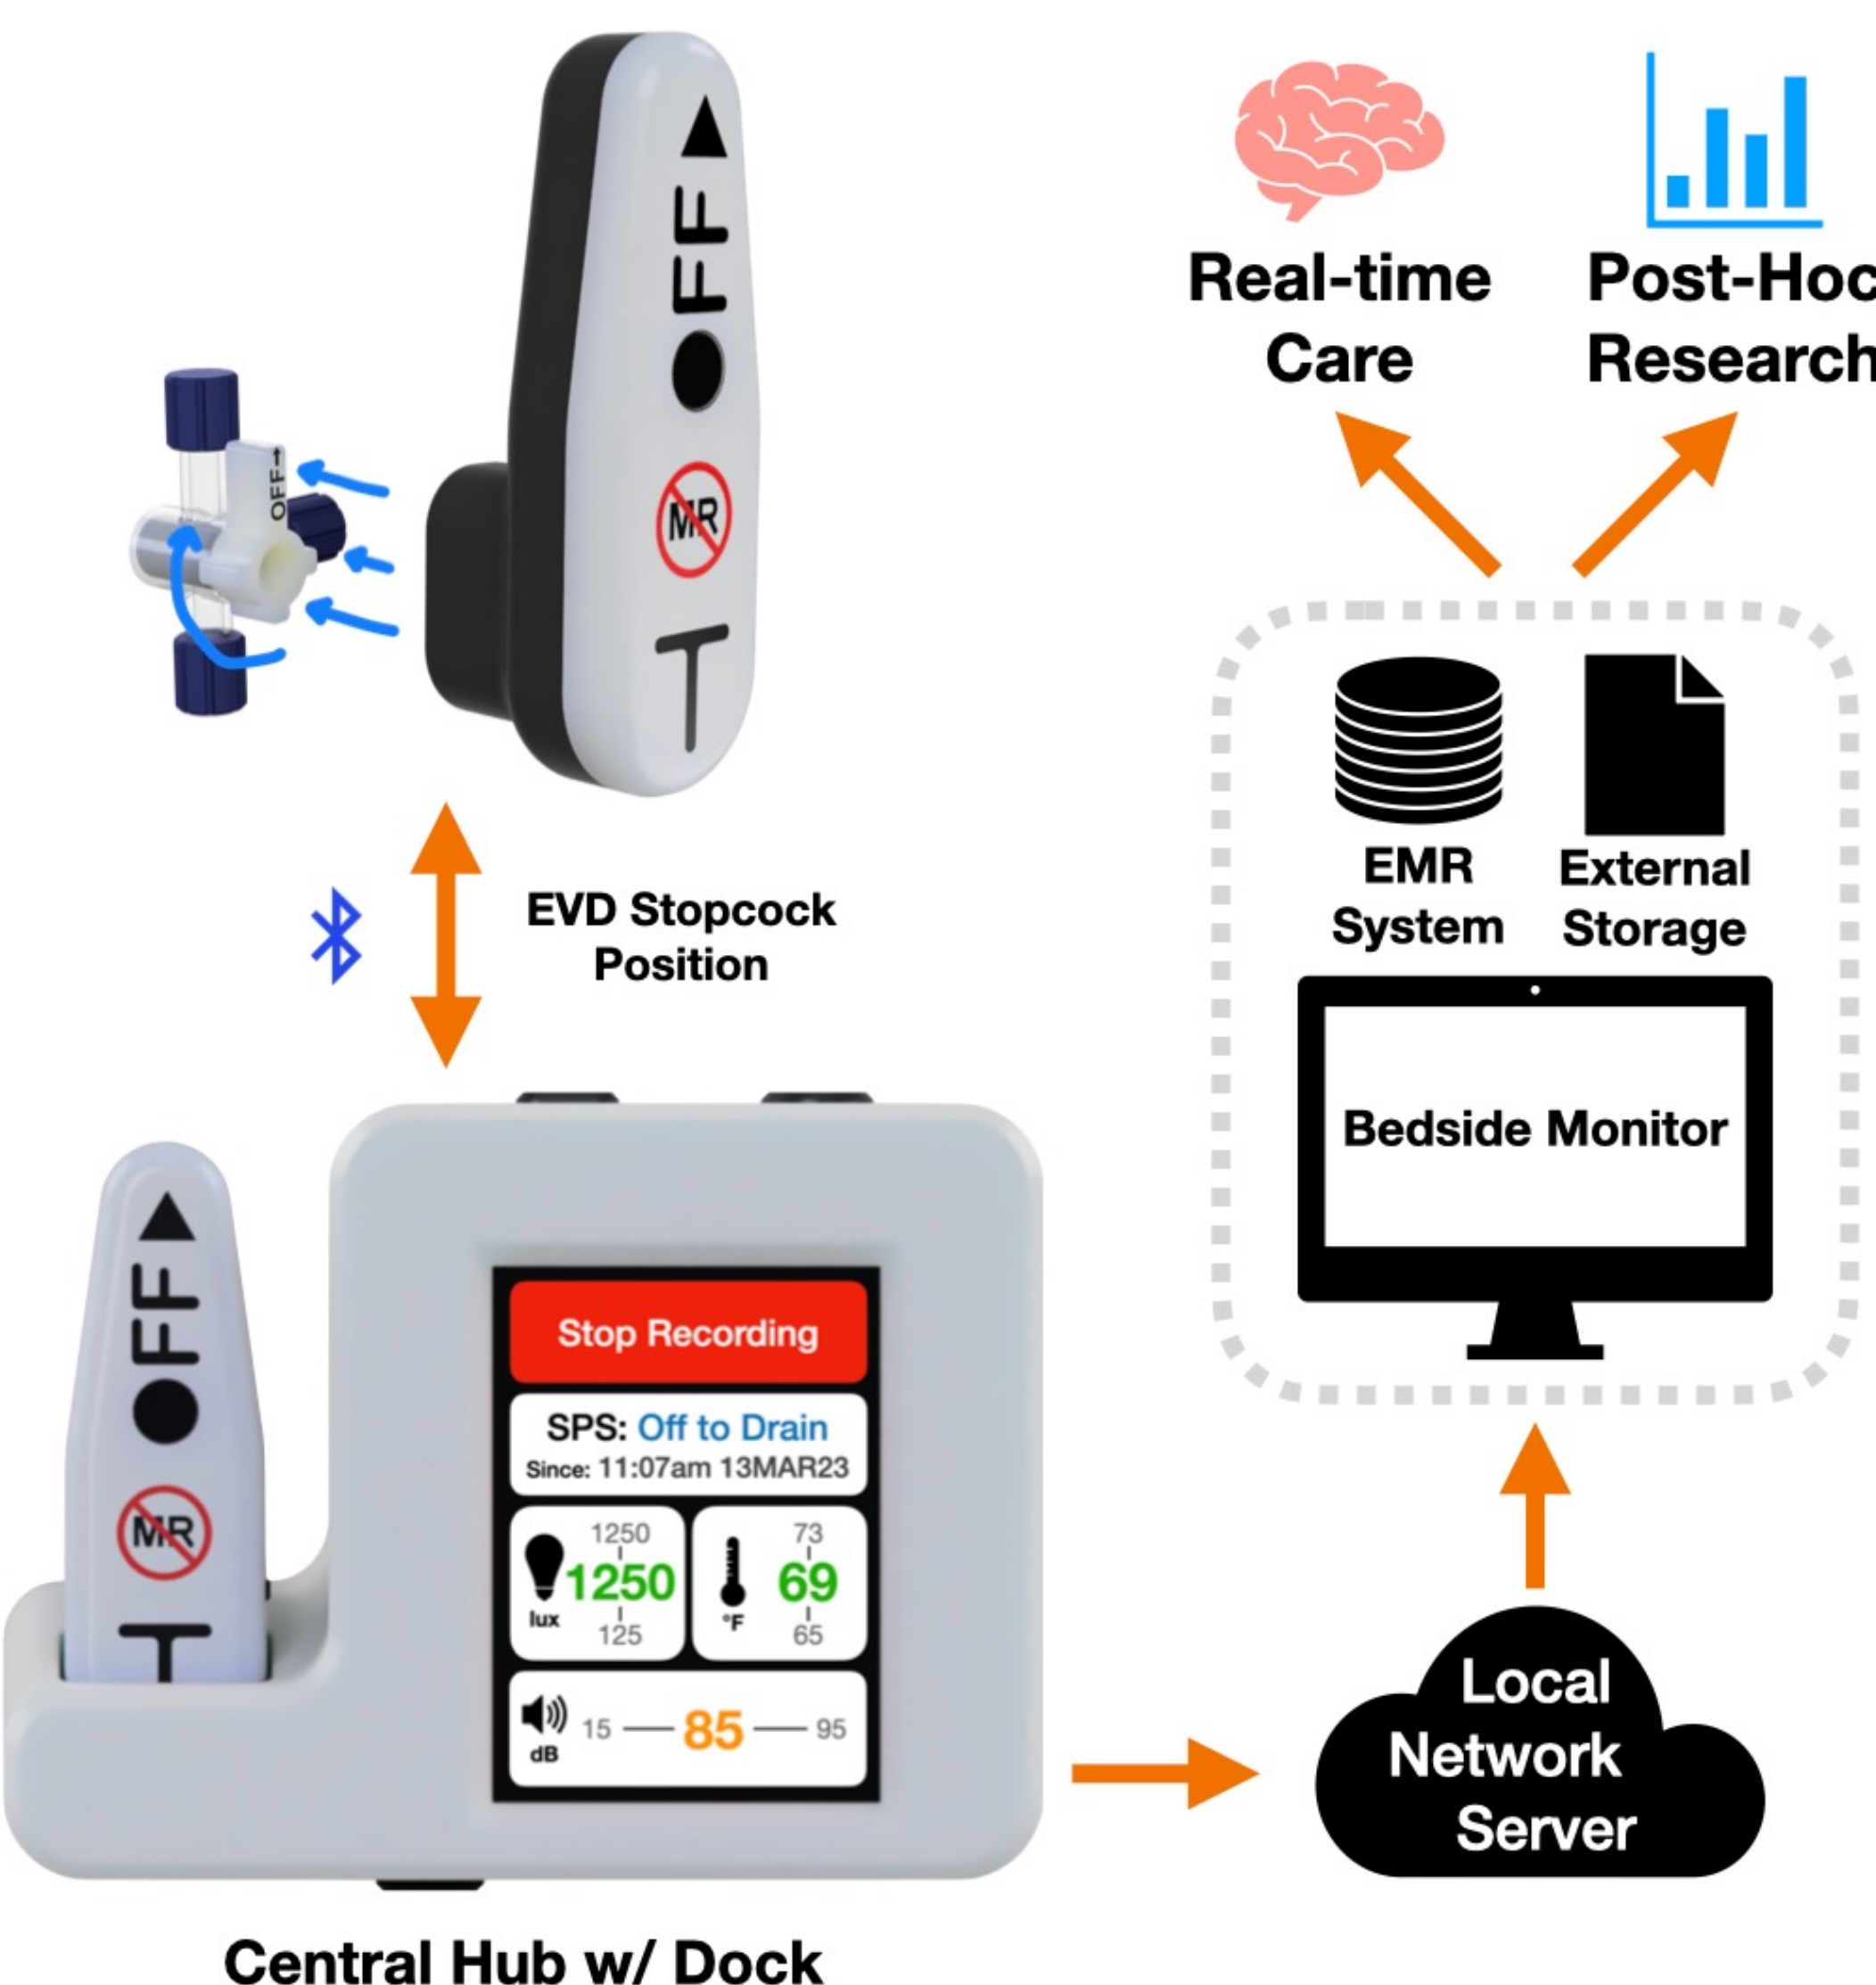 OFF
MR
T
OFF→
Real-time
Care
Post-Hoc
Research
EVD Stopcock
Position
EMR
System
External
Storage
Bedside Monitor
OFF
MR
T
Stop Recording
SPS: Off to Drain
Since: 11:07am 13MAR23
1250
1250
lux
125
73
69
°F
65
15 — 85 — 95
dB
Local
Network
Server
Central Hub w/ Dock